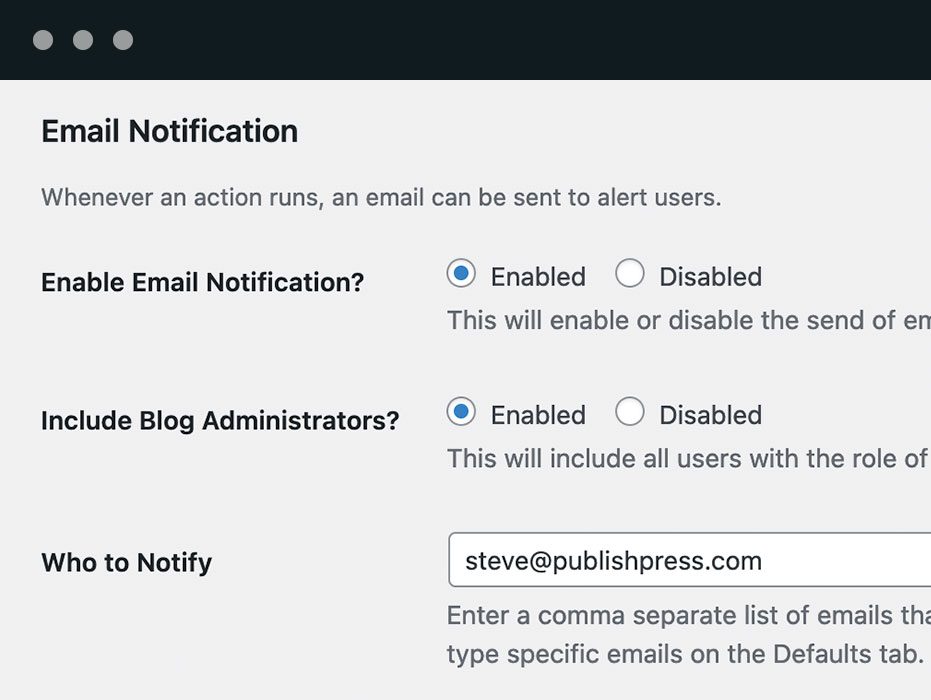 Email Notification
Whenever an action runs, an email can be sent to alert users.
Enable Email Notification?
Enabled Disabled
This will enable or disable the send of
Include Blog Administrators?
Enabled Disabled
This will include all users with the role of
Who to Notify
steve@publishpress.com
Enter a comma separate list of emails
type specific emails on the Defaults tab.